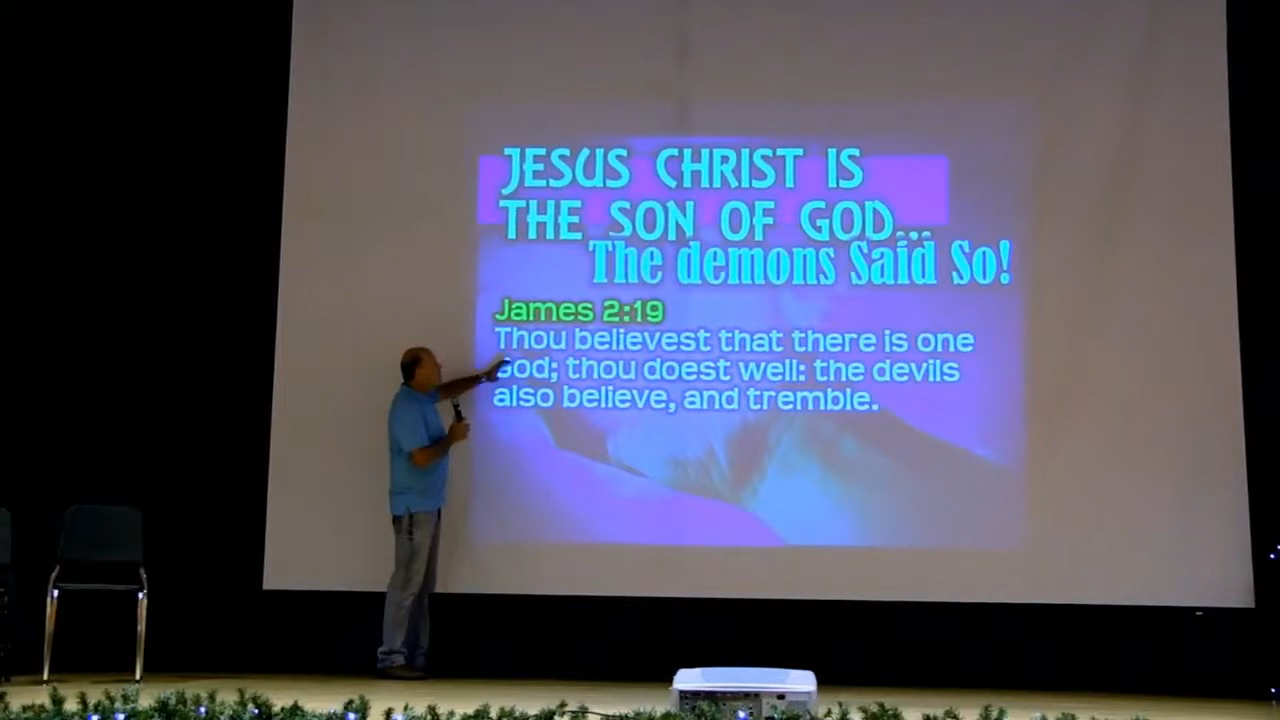 JESUS CHRIST IS
THE SON OF GOD...
The demons Said So!
James 2:19
Thou believest that there is one
God; thou doest well: the devils
also believe, and tremble.